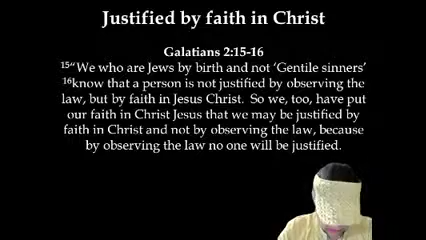 Justified by faith in Christ
Galatians 2:15-16
15“We who are Jews by birth and not ‘Gentile sinners’
16know that a person is not justified by observing the
law, but by faith in Jesus Christ.  So we, too, have put
our faith in Christ Jesus that we may be justified by
faith in Christ and not by observing the law, because
by observing the law no one will be justified.